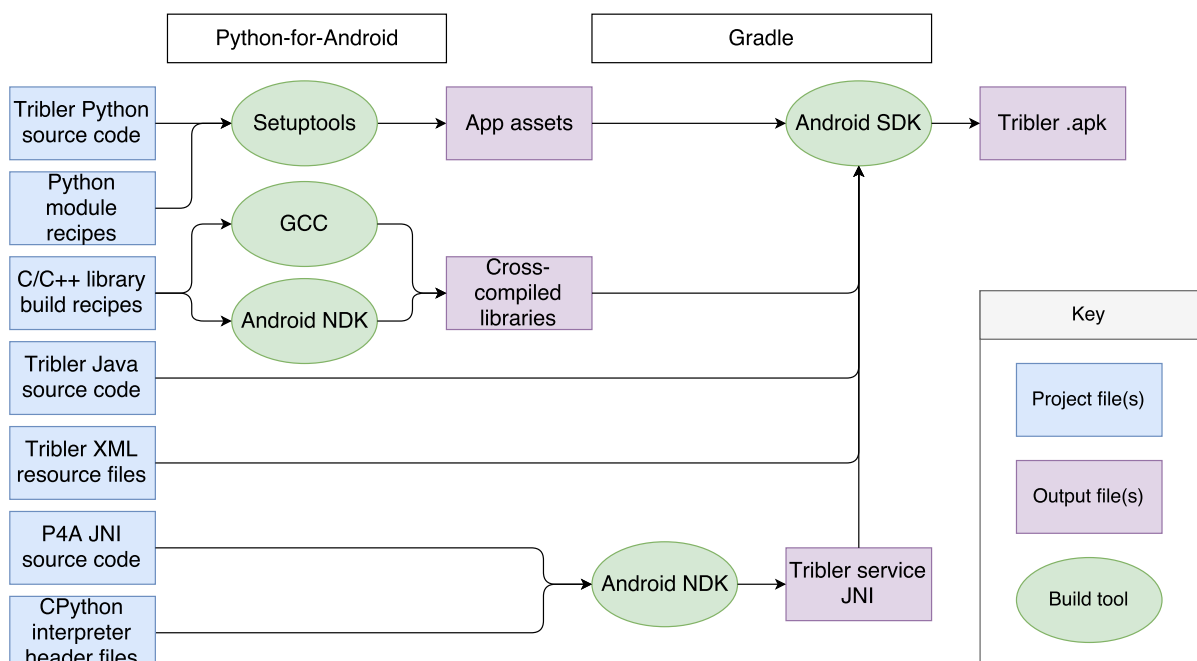 Python-for-Android
Gradle
Tribler Python
source code
Setuptools
App assets
Android SDK
Tribler .apk
Python
module
recipes
GCC
C/C++ library
build recipes
Android NDK
Cross-
compiled
libraries
Key
Tribler Java
source code
Project file(s)
Tribler XML
resource files
Output file(s)
P4A JNI
source code
Android NDK
Tribler service
JNI
Build tool
CPython
interpreter
header files